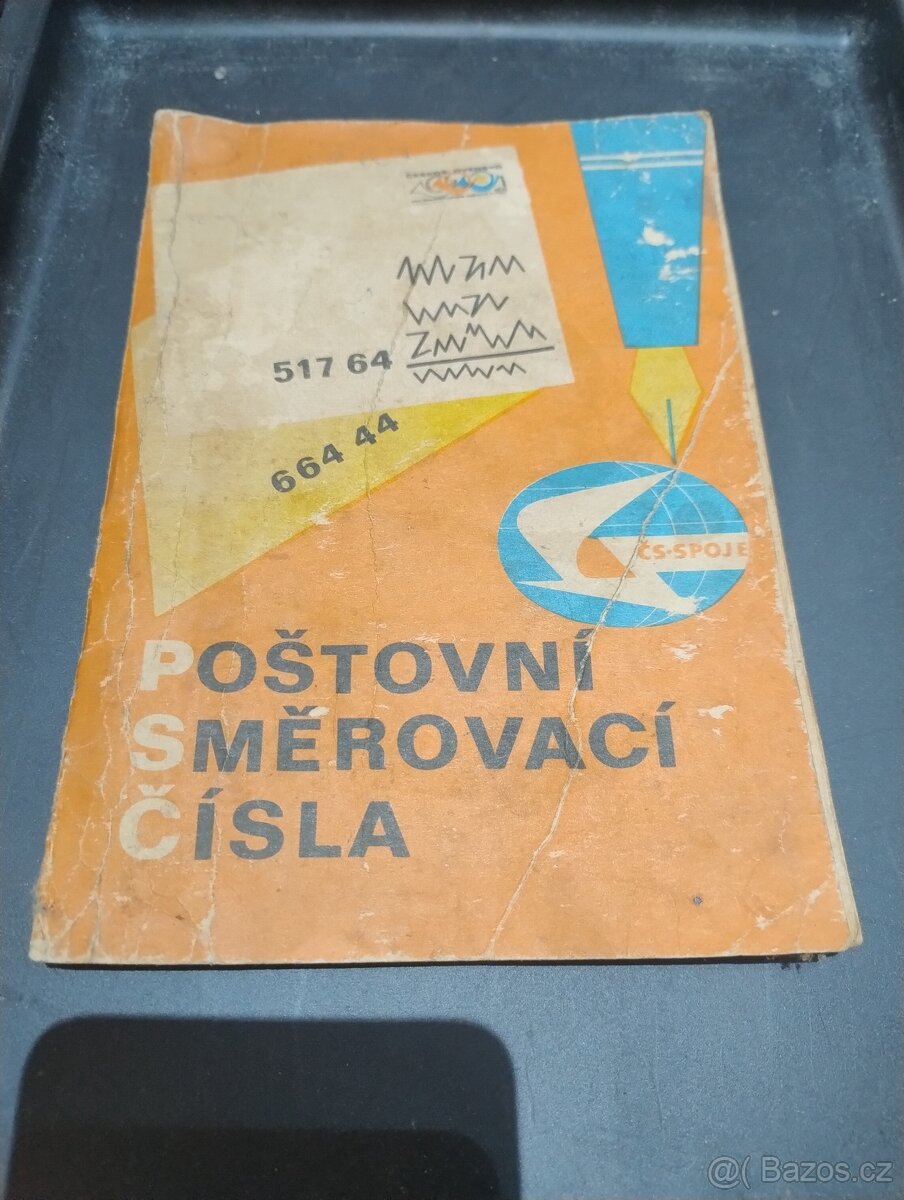 517 64
664 44
ČS-SPOJE
POŠTOVNÍ
SMĚROVACÍ
ČÍSLA
@( Bazos.cz